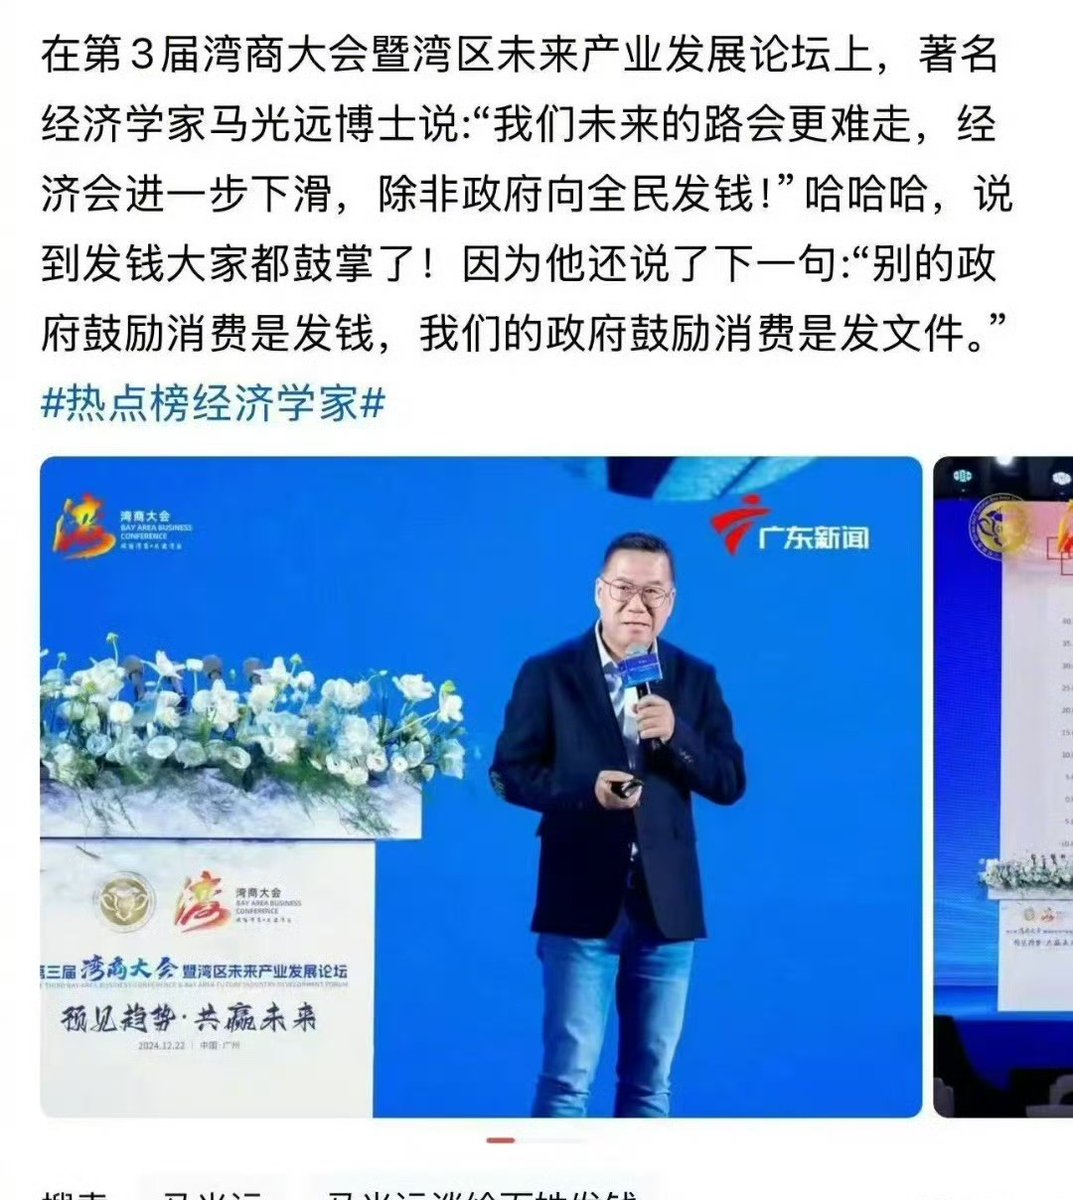 在第3届湾商大会暨湾区未来产业发展论坛上，著名
经济学家马光远博士说:“我们未来的路会更难走，经
济会进一步下滑，除非政府向全民发钱！”哈哈哈，说
到发钱大家都鼓掌了！因为他还说了下一句:“别的政
府鼓励消费是发钱，我们的政府鼓励消费是发文件。”
#热点榜经济学家#
湾
湾商大会
BAY AREA BUSINESS
CONFERENCE
广东新闻
湾
湾商大会
BAY AREA BUSINESS
CONFERENCE
三届湾商大会暨湾区未来产业发展论坛
THIRD BAY AREA BUSINESS CONFERENCE & BAY AREA FUTURE INDUSTRY DEVELOPMENT FORUM
预见趋势·共赢未来
2024.12.22 | 中国·广州